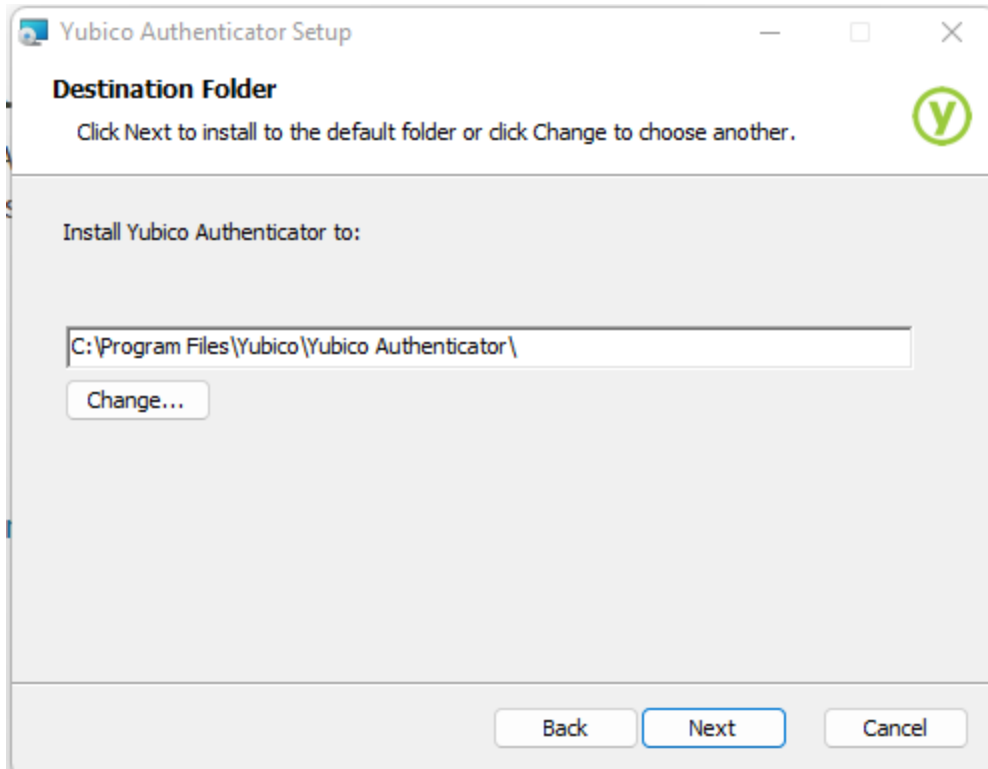 Yubico Authenticator Setup
Destination Folder
Click Next to install to the default folder or click Change to choose another.
y
Install Yubico Authenticator to:
C:\Program Files\Yubico\Yubico Authenticator\
Change...
Back Next Cancel